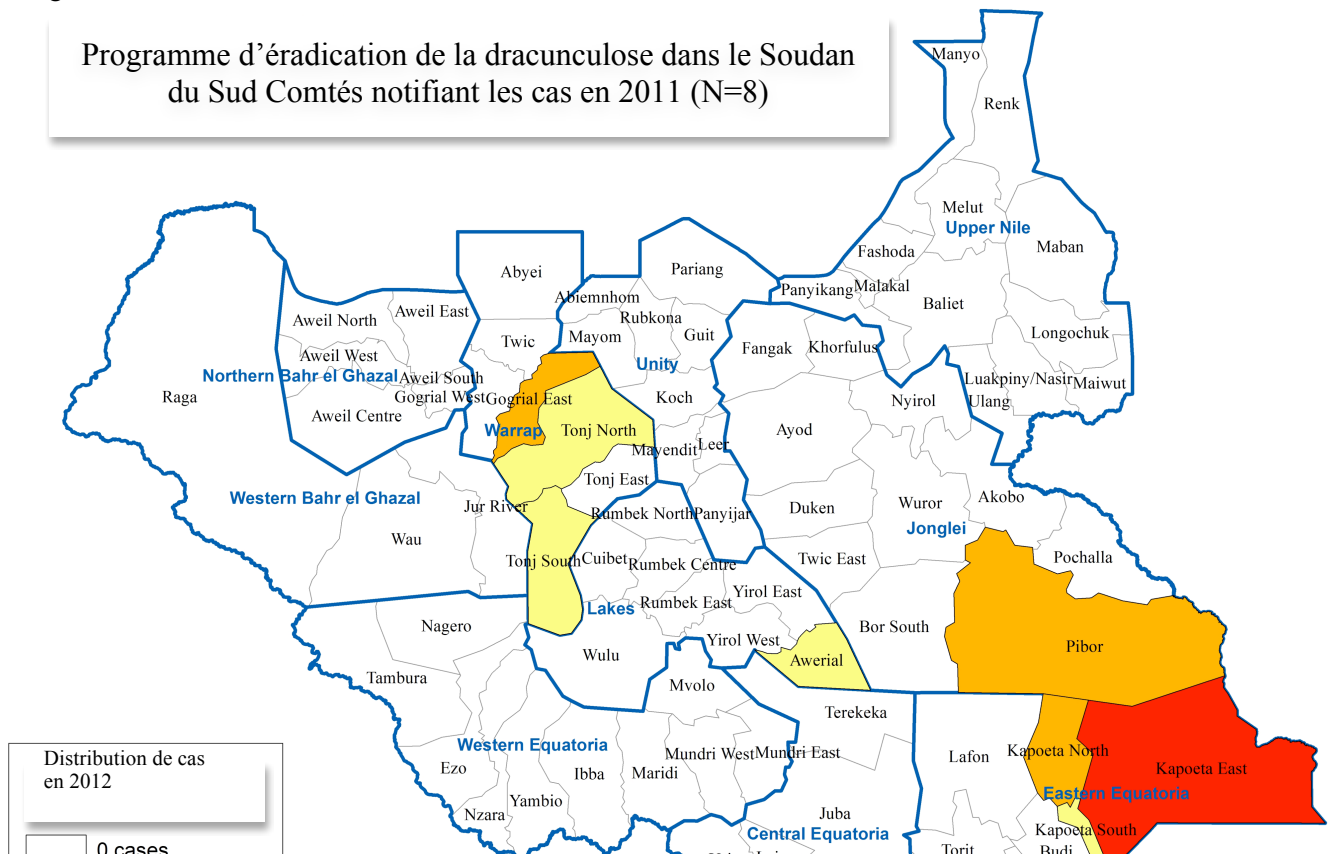 Programme d'éradication de la dracunculose dans le Soudan
du Sud Comtés notifiant les cas en 2011 (N=8)
Manyo
Renk
Melut
Upper Nile
Maban
Fashoda
Abyei
Pariang
Panyikang
Malakal
Baliet
Abiemnhom
Rubkona
Aweil North
Aweil East
Twic
Mayom
Guit
Fangak
Khorfulus
Longochuk
Aweil West
Unity
Northern Bahr el Ghazal
Aweil South
Luakpiny/Nasir
Maiwut
Raga
Gogrial West
Gogrial East
Koch
Nyirol
Ulang
Aweil Centre
Warrap
Tonj North
Ayod
Mayendit
Leer
Tonj East
Western Bahr el Ghazal
Jur River
Rumbek North
Panyijar
Duken
Wuror
Akobo
Jonglei
Wau
Tonj South
Cuibet
Rumbek Centre
Twic East
Pochalla
Yirol East
Lakes
Rumbek East
Nagero
Yirol West
Bor South
Pibor
Wulu
Awerial
Tambura
Mvolo
Terekeka
Western Equatoria
Mundri West
Mundri East
Lafon
Kapoeta North
Kapoeta East
Ezo
Ibba
Maridi
Eastern Equatoria
Yambio
Nzara
Juba
Central Equatoria
Kapoeta South
Torit
Budi
Distribution de cas
en 2012
0 cases